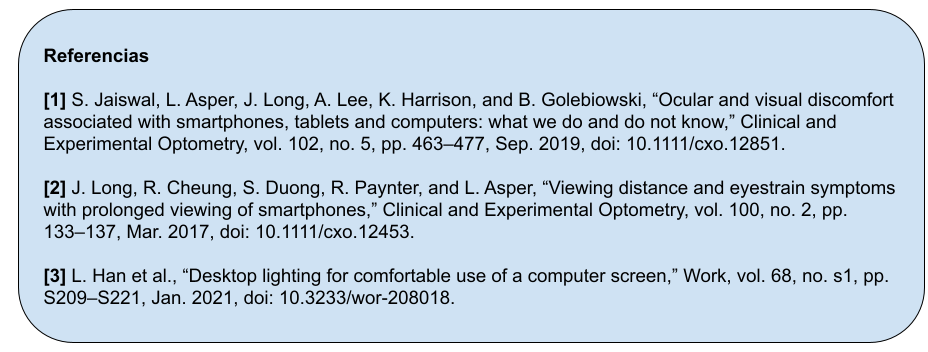 Referencias
[1] S. Jaiswal, L. Asper, J. Long, A. Lee, K. Harrison, and B. Golebiowski, “Ocular and visual discomfort
associated with smartphones, tablets and computers: what we do and do not know,” Clinical and
Experimental Optometry, vol. 102, no. 5, pp. 463–477, Sep. 2019, doi: 10.1111/cxo.12851.
[2] J. Long, R. Cheung, S. Duong, R. Paynter, and L. Asper, “Viewing distance and eyestrain symptoms
with prolonged viewing of smartphones,” Clinical and Experimental Optometry, vol. 100, no. 2, pp.
133–137, Mar. 2017, doi: 10.1111/cxo.12453.
[3] L. Han et al., “Desktop lighting for comfortable use of a computer screen,” Work, vol. 68, no. s1, pp.
S209–S221, Jan. 2021, doi: 10.3233/wor-208018.